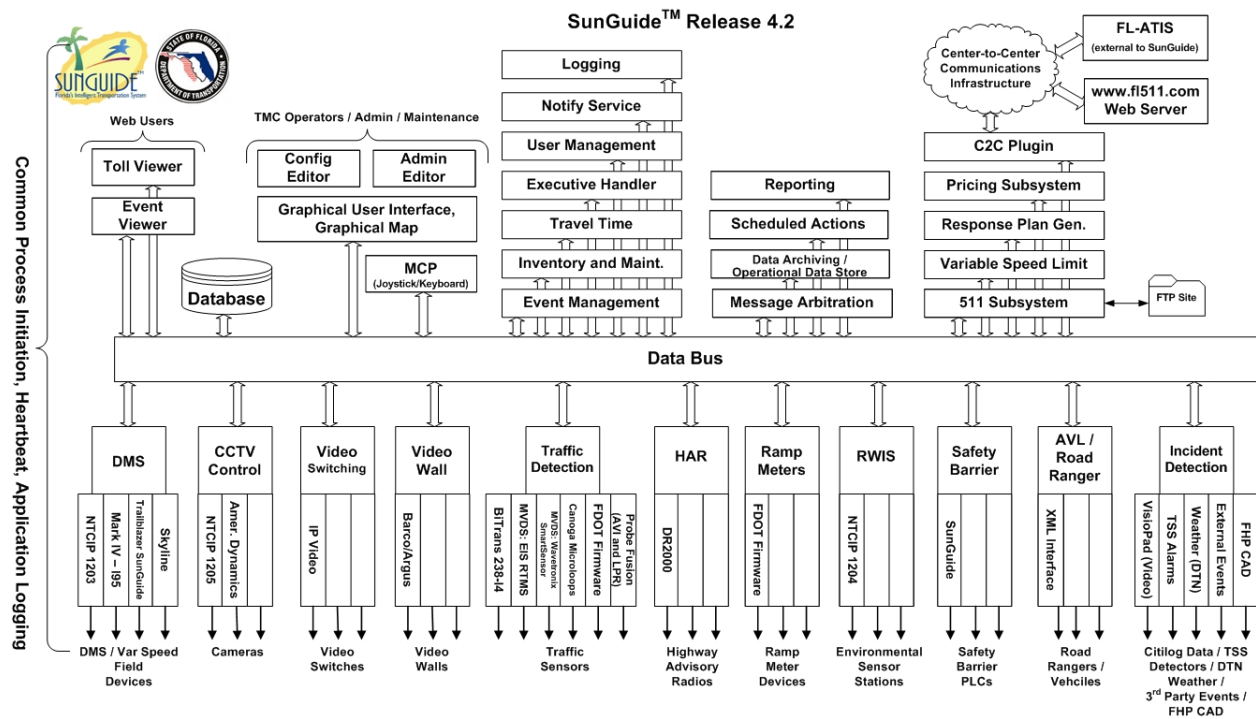 SunGuide™ Release 4.2
SUNGUIDE™
Florida's Intelligent Transportation System
STATE OF FLORIDA
DEPARTMENT OF TRANSPORTATION
Common Process Initiation, Heartbeat, Application Logging
Web Users
Toll Viewer
Event
Viewer
TMC Operators / Admin / Maintenance
Config
Editor
Admin
Editor
Graphical User Interface,
Graphical Map
MCP
(Joystick/Keyboard)
Database
Logging
Notify Service
User Management
Executive Handler
Travel Time
Inventory and Maint.
Event Management
Reporting
Scheduled Actions
Data Archiving /
Operational Data Store
Message Arbitration
Center-to-Center
Communications
Infrastructure
FL-ATIS
(external to SunGuide)
www.fl511.com
Web Server
C2C Plugin
Pricing Subsystem
Response Plan Gen.
Variable Speed Limit
511 Subsystem
FTP Site
Data Bus
DMS
NTCIP 1203
Mark IV – I95
Trailblazer SunGuide
Skyline
DMS / Var Speed
Field
Devices
CCTV
Control
NTCIP 1205
Amer. Dynamics
Cameras
Video
Switching
IP Video
Video
Switches
Video
Wall
Barco/Argus
Video
Walls
Traffic
Detection
BiTrans 238-I4
MVDS: EIS RTMS
MVDS: Wavetronix
SmartSensor
Canoga Microloops
FDOT Firmware
Probe Fusion
(AVI and LPR)
Traffic
Sensors
HAR
DR2000
Highway
Advisory
Radios
Ramp
Meters
FDOT Firmware
Ramp
Meter
Devices
RWIS
NTCIP 1204
Environmental
Sensor
Stations
Safety
Barrier
SunGuide
Safety
Barrier
PLCs
AVL /
Road
Ranger
XML Interface
Road
Rangers /
Vehciles
Incident
Detection
VisioPad (Video)
TSS Alarms
Weather (DTN)
External Events
FHP CAD
Citilog Data / TSS
Detectors / DTN
Weather /
3rd Party Events /
FHP CAD